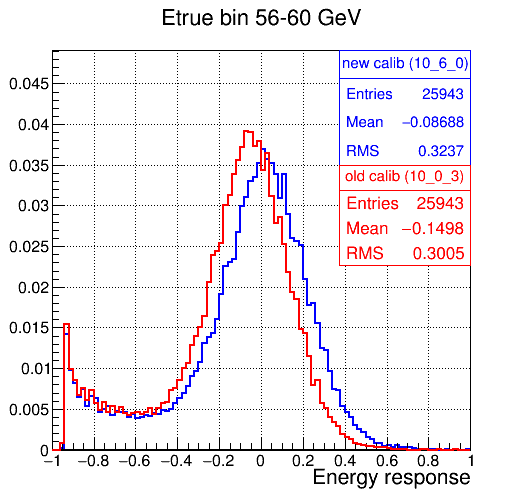 Etrue bin 56-60 GeV
new calib (10_6_0)
Entries 25943
Mean −0.08688
RMS 0.3237
old calib (10_0_3)
Entries 25943
Mean −0.1498
RMS 0.3005
0.045
0.04
0.035
0.03
0.025
0.02
0.015
0.01
0.005
0
−1 −0.8 −0.6 −0.4 −0.2 0 0.2 0.4 0.6 0.8 1
Energy response